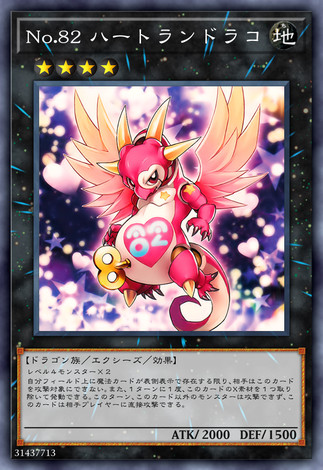 No.82 ハートランドラコ 地
82
【ドラゴン族／エクシーズ／効果】
レベル４モンスター×２
自分フィールド上に魔法カードが表側表示で存在する限り、相手はこのカード
を攻撃対象にできない。また、１ターンに１度、このカードのX素材を１つ取り
除いて発動できる。このターン、このカード以外のモンスターは攻撃できず、こ
のカードは相手プレイヤーに直接攻撃できる。
ATK/2000 DEF/1500
31437713